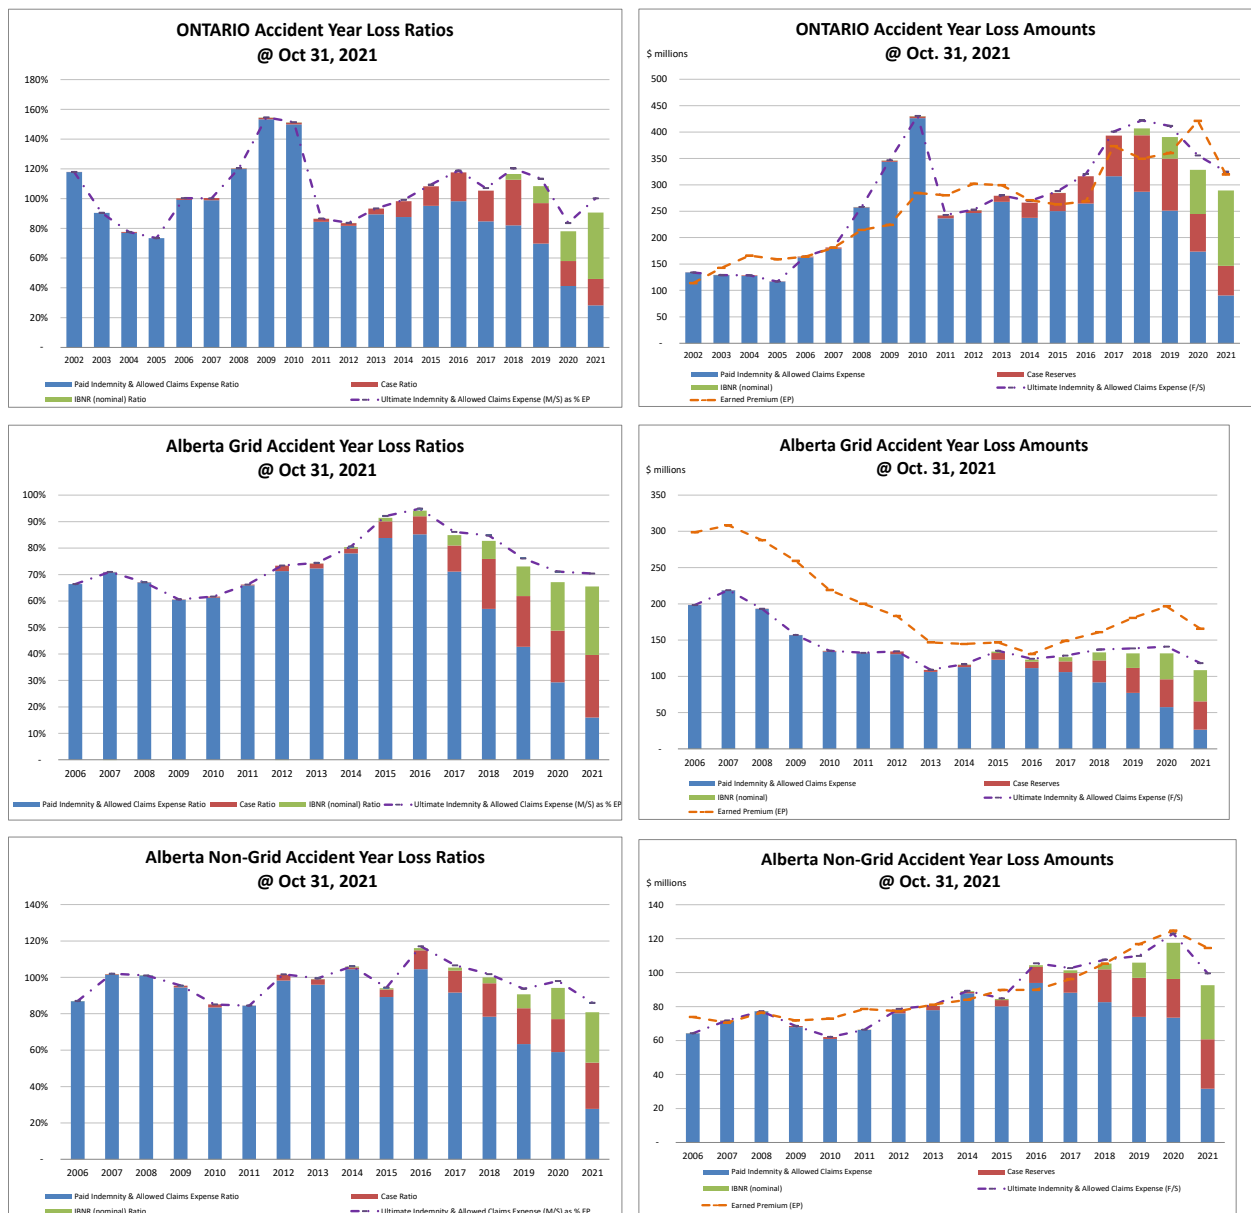 ONTARIO Accident Year Loss Ratios
@ Oct 31, 2021
180%
160%
140%
120%
100%
80%
60%
40%
20%
-
2002 2003 2004 2005 2006 2007 2008 2009 2010 2011 2012 2013 2014 2015 2016 2017 2018 2019 2020 2021
Paid Indemnity & Allowed Claims Expense Ratio Case Ratio
IBNR (nominal) Ratio Ultimate Indemnity & Allowed Claims Expense (M/S) as % EP
ONTARIO Accident Year Loss Amounts
@ Oct. 31, 2021
$ millions
500
450
400
350
300
250
200
150
100
50
-
2002 2003 2004 2005 2006 2007 2008 2009 2010 2011 2012 2013 2014 2015 2016 2017 2018 2019 2020 2021
Paid Indemnity & Allowed Claims Expense Case Reserves
IBNR (nominal) Ultimate Indemnity & Allowed Claims Expense (F/S)
Earned Premium (EP)
Alberta Grid Accident Year Loss Ratios
@ Oct 31, 2021
100%
90%
80%
70%
60%
50%
40%
30%
20%
10%
-
2006 2007 2008 2009 2010 2011 2012 2013 2014 2015 2016 2017 2018 2019 2020 2021
Paid Indemnity & Allowed Claims Expense Ratio Case Ratio IBNR (nominal) Ratio Ultimate Indemnity & Allowed Claims Expense (M/S) as % EP
Alberta Grid Accident Year Loss Amounts
@ Oct. 31, 2021
$ millions
350
300
250
200
150
100
50
-
2006 2007 2008 2009 2010 2011 2012 2013 2014 2015 2016 2017 2018 2019 2020 2021
Paid Indemnity & Allowed Claims Expense Case Reserves
IBNR (nominal) Ultimate Indemnity & Allowed Claims Expense (F/S)
Earned Premium (EP)
Alberta Non-Grid Accident Year Loss Ratios
@ Oct 31, 2021
140%
120%
100%
80%
60%
40%
20%
-
2006 2007 2008 2009 2010 2011 2012 2013 2014 2015 2016 2017 2018 2019 2020 2021
Paid Indemnity & Allowed Claims Expense Ratio Case Ratio
IBNR (nominal) Ratio Ultimate Indemnity & Allowed Claims Expense (M/S) as % EP
Alberta Non-Grid Accident Year Loss Amounts
@ Oct. 31, 2021
$ millions
140
120
100
80
60
40
20
-
2006 2007 2008 2009 2010 2011 2012 2013 2014 2015 2016 2017 2018 2019 2020 2021
Paid Indemnity & Allowed Claims Expense Case Reserves
IBNR (nominal) Ultimate Indemnity & Allowed Claims Expense (F/S)
Earned Premium (EP)